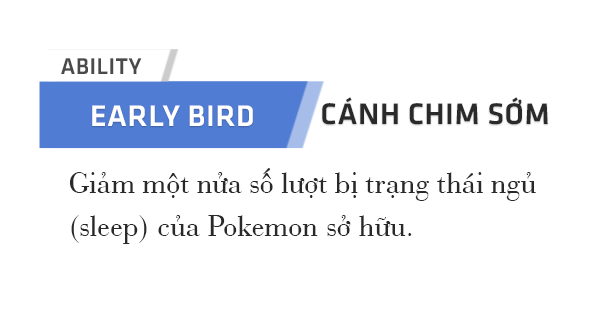 ABILITY
EARLY BIRD CÁNH CHIM SỚM
Giảm một nửa số lượt bị trạng thái ngủ
(sleep) của Pokemon sở hữu.